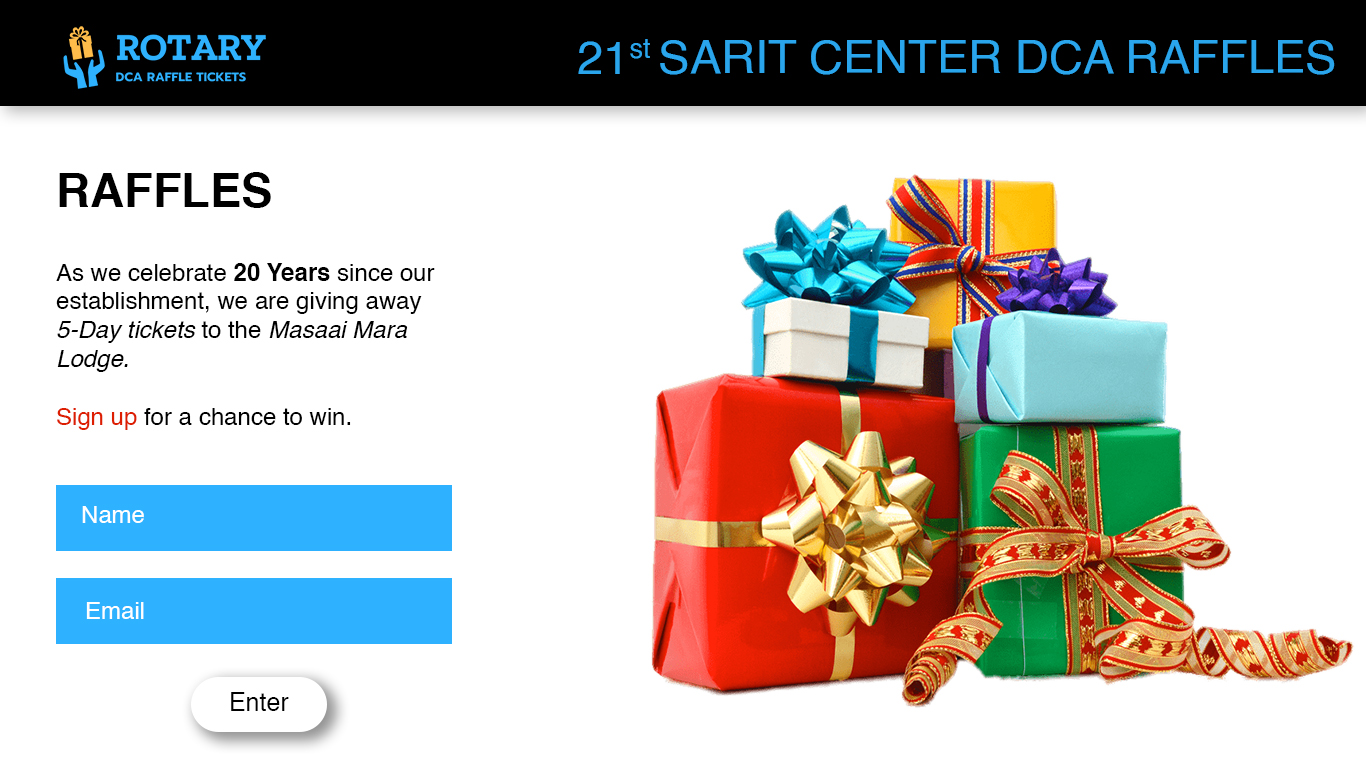 ROTARY
DCA RAFFLE TICKETS
21st SARIT CENTER DCA RAFFLES
RAFFLES
As we celebrate 20 Years since our
establishment, we are giving away
5-Day tickets to the Masaai Mara
Lodge.
Sign up for a chance to win.
Name
Email
Enter